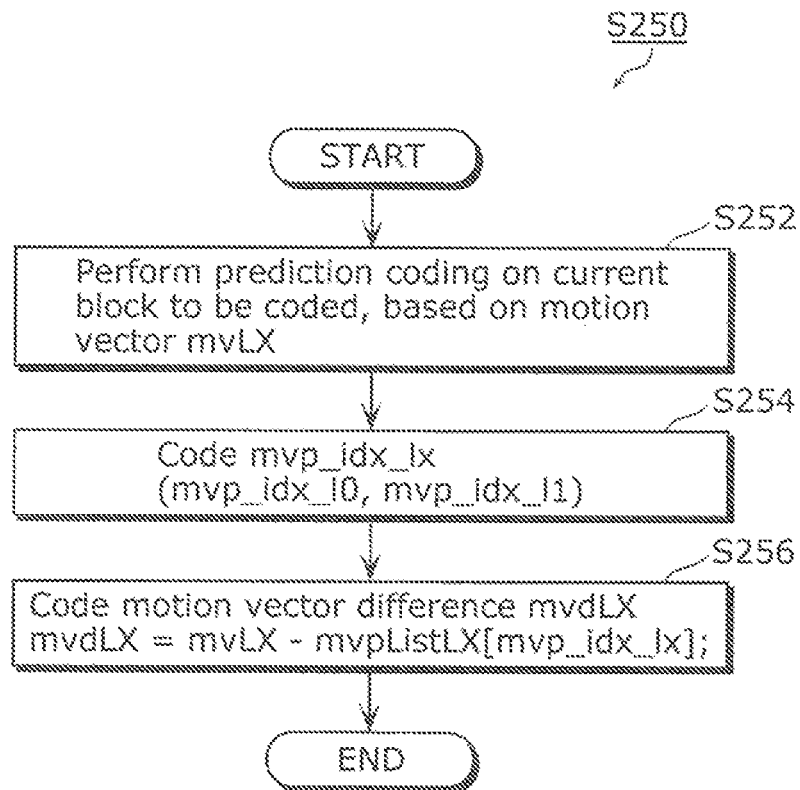 S250
START
S252
Perform prediction coding on current
block to be coded, based on motion
vector mvLX
S254
Code mvp_idx_lx
(mvp_idx_l0, mvp_idx_l1)
S256
Code motion vector difference mvdLX
mvdLX = mvLX - mvpListLX[mvp_idx_lx];
END